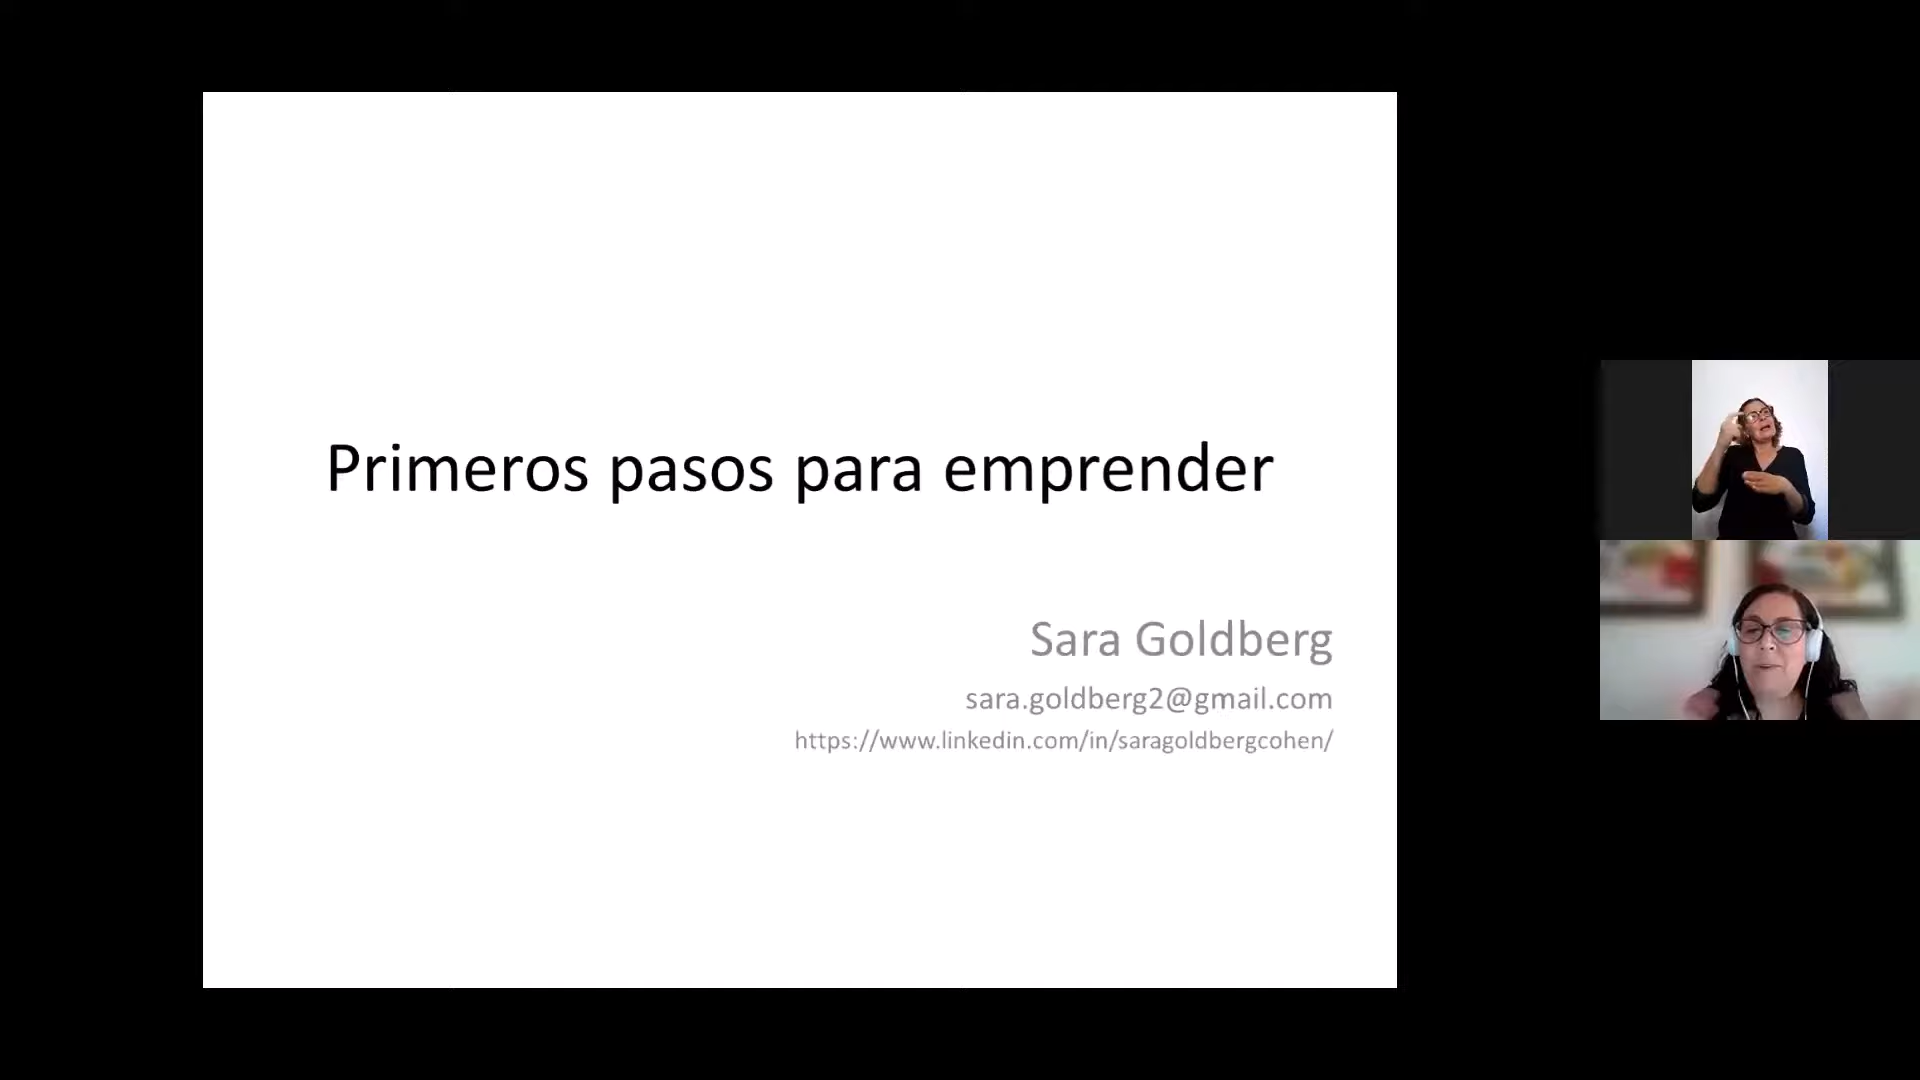 Primeros pasos para emprender
Sara Goldberg
sara.goldberg2@gmail.com
https://www.linkedin.com/in/saragoldbergcohen/